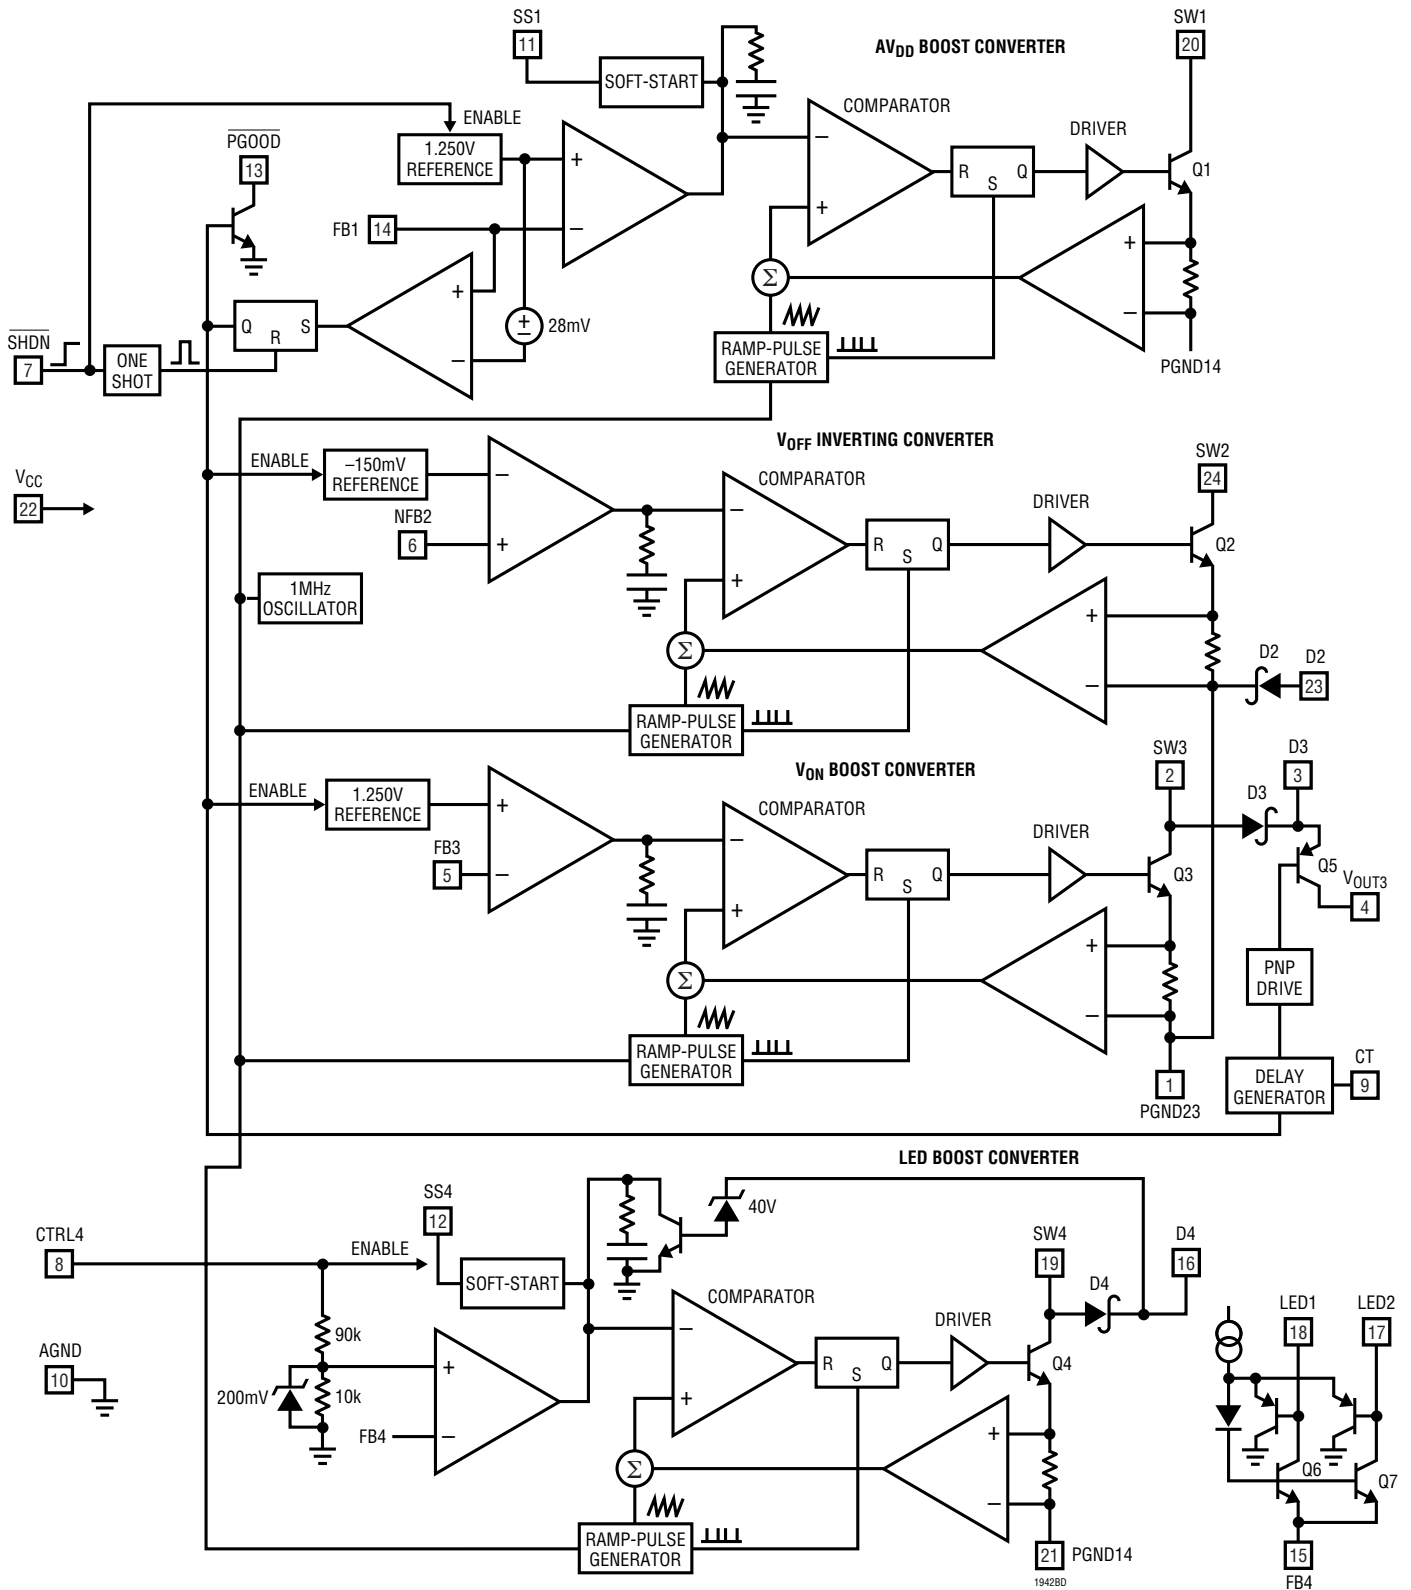 SS1
11
AVDD BOOST CONVERTER
SW1
20
SOFT-START
COMPARATOR
ENABLE
DRIVER
PGOOD
13
1.250V
REFERENCE
+
−
R
S
Q
Q1
FB1
14
−
+
+
Σ
+
−
28mV
+
−
Q
R
S
SHDN
7
ONE
SHOT
−
RAMP-PULSE
GENERATOR
PGND14
VOFF INVERTING CONVERTER
SW2
24
VCC
22
ENABLE
−150mV
REFERENCE
−
COMPARATOR
DRIVER
NFB2
6
+
−
R
S
Q
Q2
1MHz
OSCILLATOR
+
+
Σ
−
D2
D2
23
RAMP-PULSE
GENERATOR
VON BOOST CONVERTER
SW3
2
D3
3
ENABLE
1.250V
REFERENCE
+
COMPARATOR
DRIVER
D3
FB3
5
−
−
R
S
Q
Q3
Q5
VOUT3
4
+
+
Σ
−
PNP
DRIVE
RAMP-PULSE
GENERATOR
1
PGND23
DELAY
GENERATOR
CT
9
LED BOOST CONVERTER
SS4
12
40V
CTRL4
8
ENABLE
SOFT-START
SW4
19
D4
16
D4
COMPARATOR
DRIVER
LED1
18
LED2
17
90k
−
AGND
10
200mV
10k
+
R
S
Q
Q4
FB4
−
+
+
Σ
−
Q6
Q7
RAMP-PULSE
GENERATOR
21
PGND14
15
FB4
1942BD